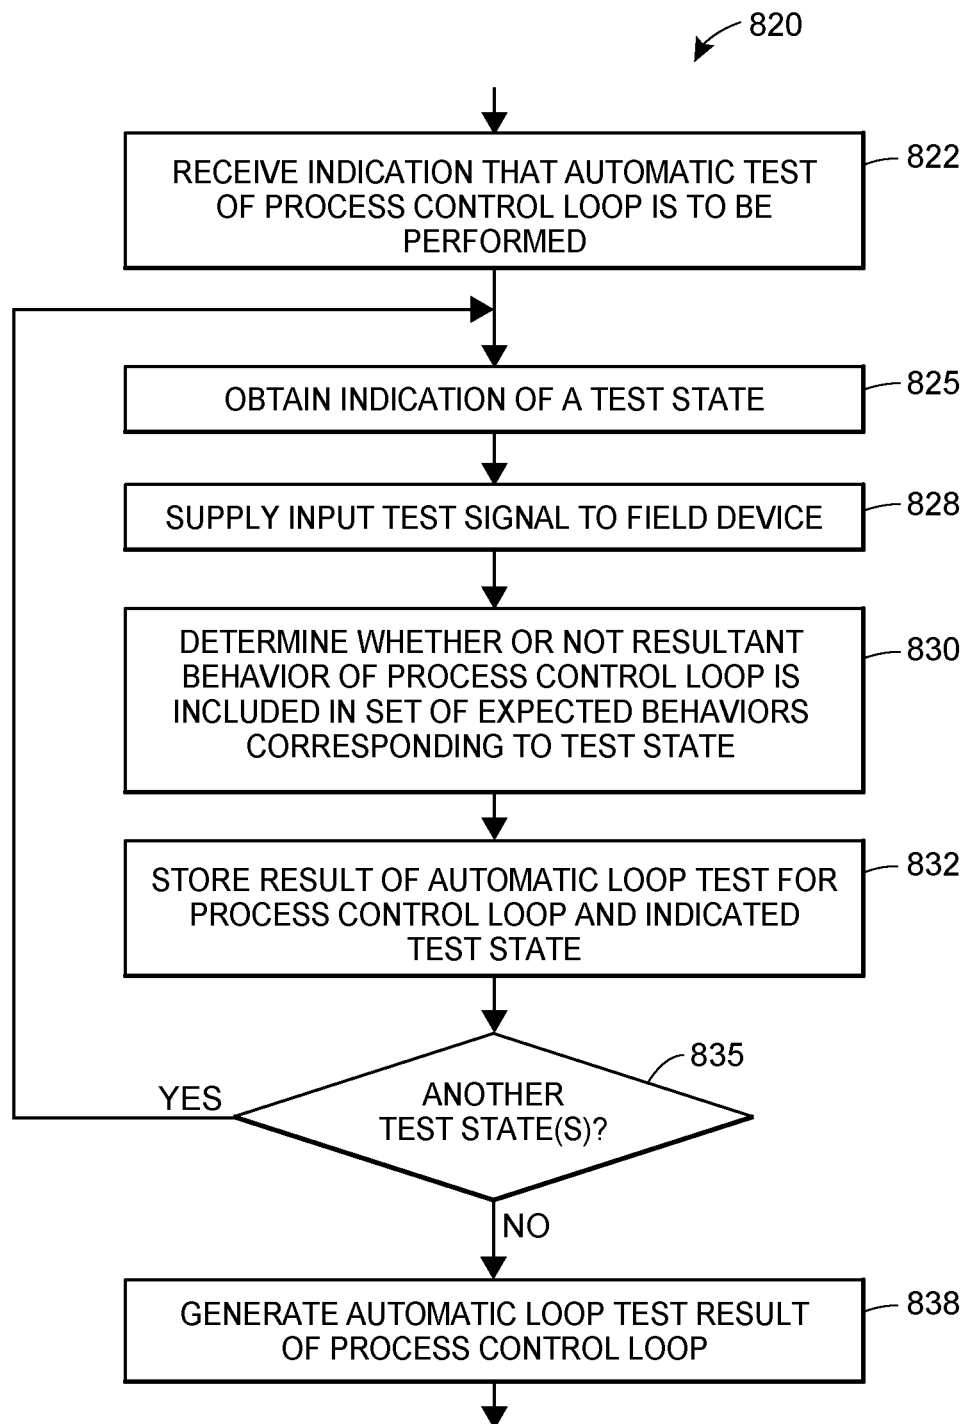 820
RECEIVE INDICATION THAT AUTOMATIC TEST
OF PROCESS CONTROL LOOP IS TO BE
PERFORMED
822
OBTAIN INDICATION OF A TEST STATE
825
SUPPLY INPUT TEST SIGNAL TO FIELD DEVICE
828
DETERMINE WHETHER OR NOT RESULTANT
BEHAVIOR OF PROCESS CONTROL LOOP IS
INCLUDED IN SET OF EXPECTED BEHAVIORS
CORRESPONDING TO TEST STATE
830
STORE RESULT OF AUTOMATIC LOOP TEST FOR
PROCESS CONTROL LOOP AND INDICATED
TEST STATE
832
ANOTHER
TEST STATE(S)?
835
YES
NO
GENERATE AUTOMATIC LOOP TEST RESULT
OF PROCESS CONTROL LOOP
838